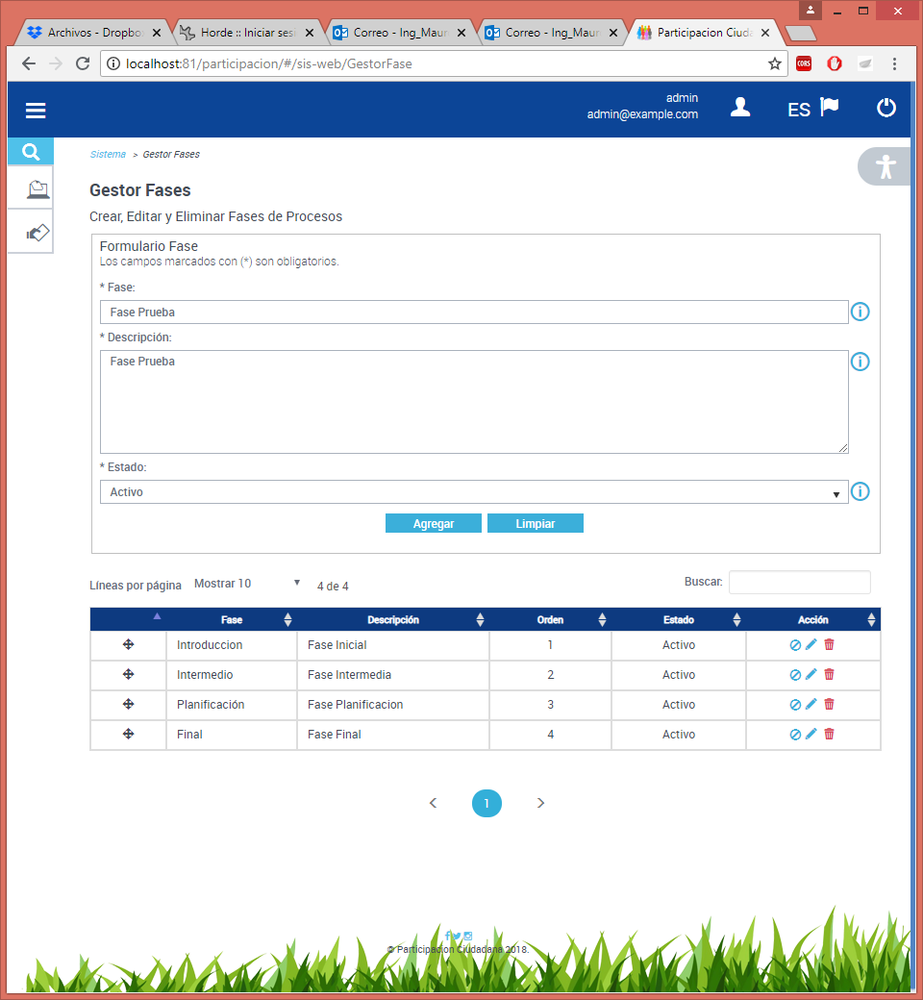 Archivos - Dropbo
Horde :: Iniciar ses
Correo - Ing_Mau
Correo - Ing_Mau
Participacion Ciuda
localhost:81/participacion/#/sis-web/GestorFase
CORS
admin
admin@example.com
ES
Sistema > Gestor Fases
Gestor Fases
Crear, Editar y Eliminar Fases de Procesos
Formulario Fase
Los campos marcados con (*) son obligatorios.
* Fase:
Fase Prueba
* Descripción:
Fase Prueba
* Estado:
Activo
Agregar Limpiar
Líneas por página Mostrar 10 4 de 4 Buscar:
Fase Descripción Orden Estado Acción
Introduccion Fase Inicial 1 Activo
Intermedio Fase Intermedia 2 Activo
Planificación Fase Planificacion 3 Activo
Final Fase Final 4 Activo
< 1 >
© Participacion Ciudadana 2018.